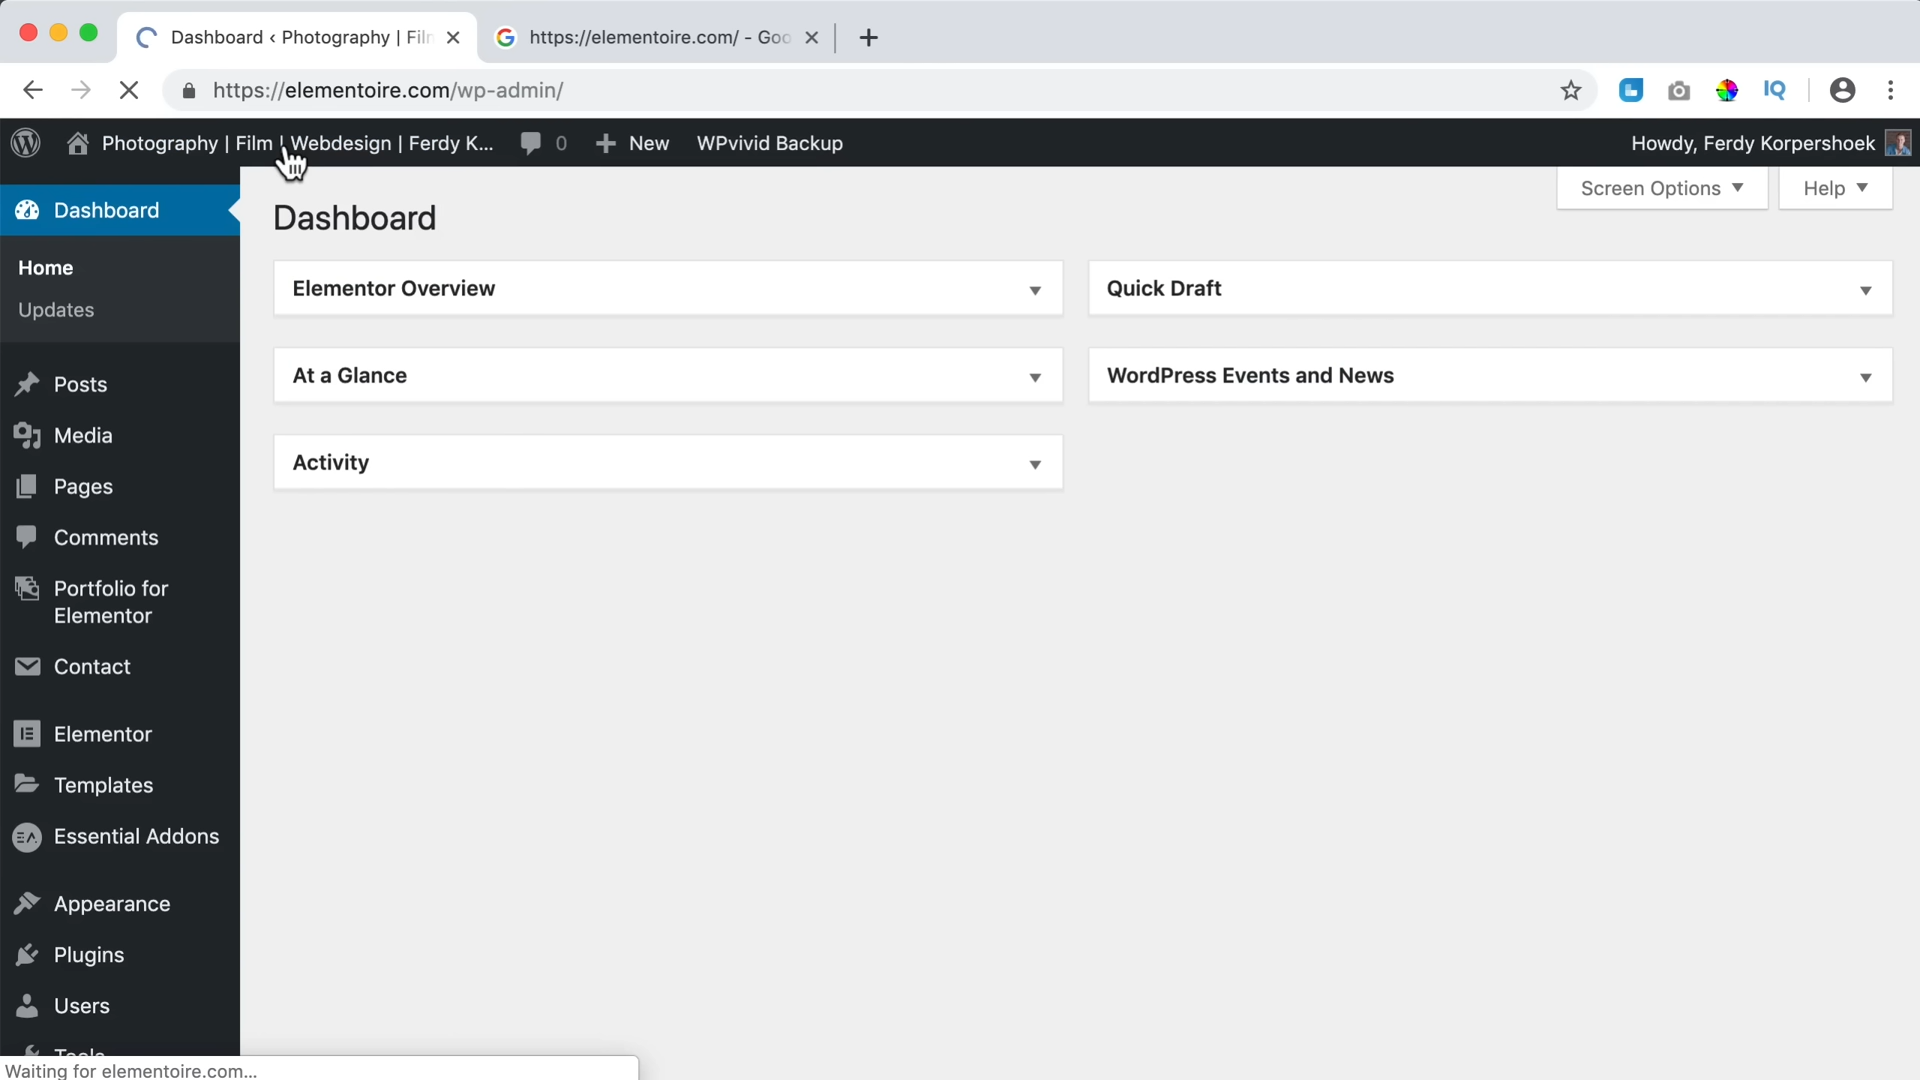 Dashboard ‹ Photography | Fil
https://elementoire.com/ - Goo
https://elementoire.com/wp-admin/
IQ
Photography | Film | Webdesign | Ferdy K...
0
New
WPvivid Backup
Howdy, Ferdy Korpershoek
Screen Options
Help
Dashboard
Home
Updates
Posts
Media
Pages
Comments
Portfolio for
Elementor
Contact
Elementor
Templates
Essential Addons
Appearance
Plugins
Users
Tools
Dashboard
Elementor Overview
Quick Draft
At a Glance
WordPress Events and News
Activity
Waiting for elementoire.com...